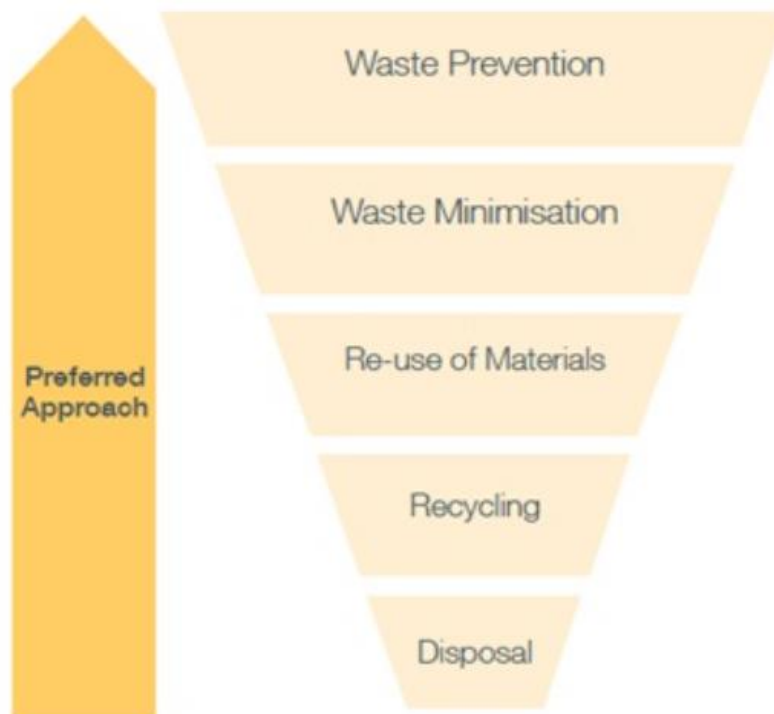 Waste Prevention
Waste Minimisation
Re-use of Materials
Preferred
Approach
Recycling
Disposal